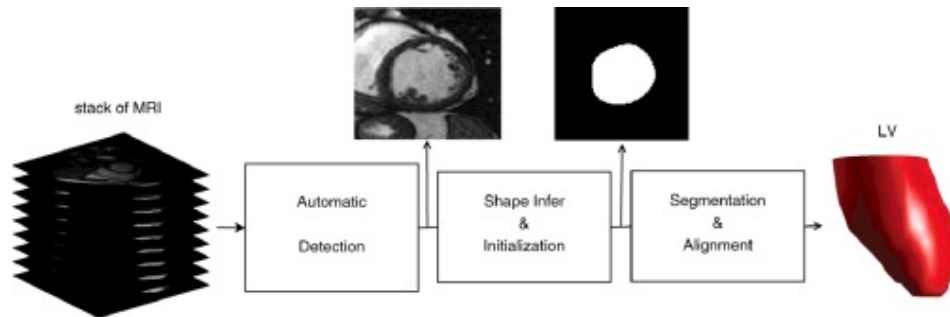 stack of MRI
LV
Automatic
Detection
Shape Infer
&
Initialization
Segmentation
&
Alignment